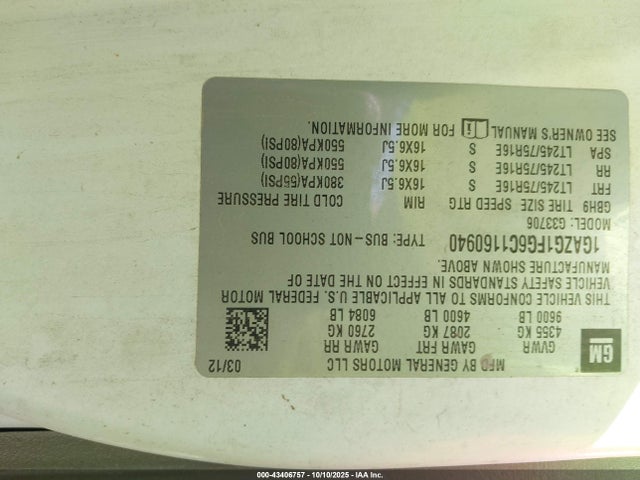 MFD BY GENERAL MOTORS LLC 03/12
GM
GVWR GAWR FRT GAWR RR
4355 KG 2087 KG 2760 KG
9600 LB 4600 LB 6084 LB
THIS VEHICLE CONFORMS TO ALL APPLICABLE U.S. FEDERAL MOTOR
VEHICLE SAFETY STANDARDS IN EFFECT ON THE DATE OF
MANUFACTURE SHOWN ABOVE.
1GAZG1FG6C1160940 TYPE: BUS-NOT SCHOOL BUS
MODEL: G33706
GBH9 TIRE SIZE SPEED RTG RIM COLD TIRE PRESSURE
FRT LT245/75R16E S 16X6.5J 380KPA(55PSI)
RR LT245/75R16E S 16X6.5J 550KPA(80PSI)
SPA LT245/75R16E S 16X6.5J 550KPA(80PSI)
SEE OWNER'S MANUAL i FOR MORE INFORMATION.
000-43406757 - 10/10/2025 - IAA Inc.